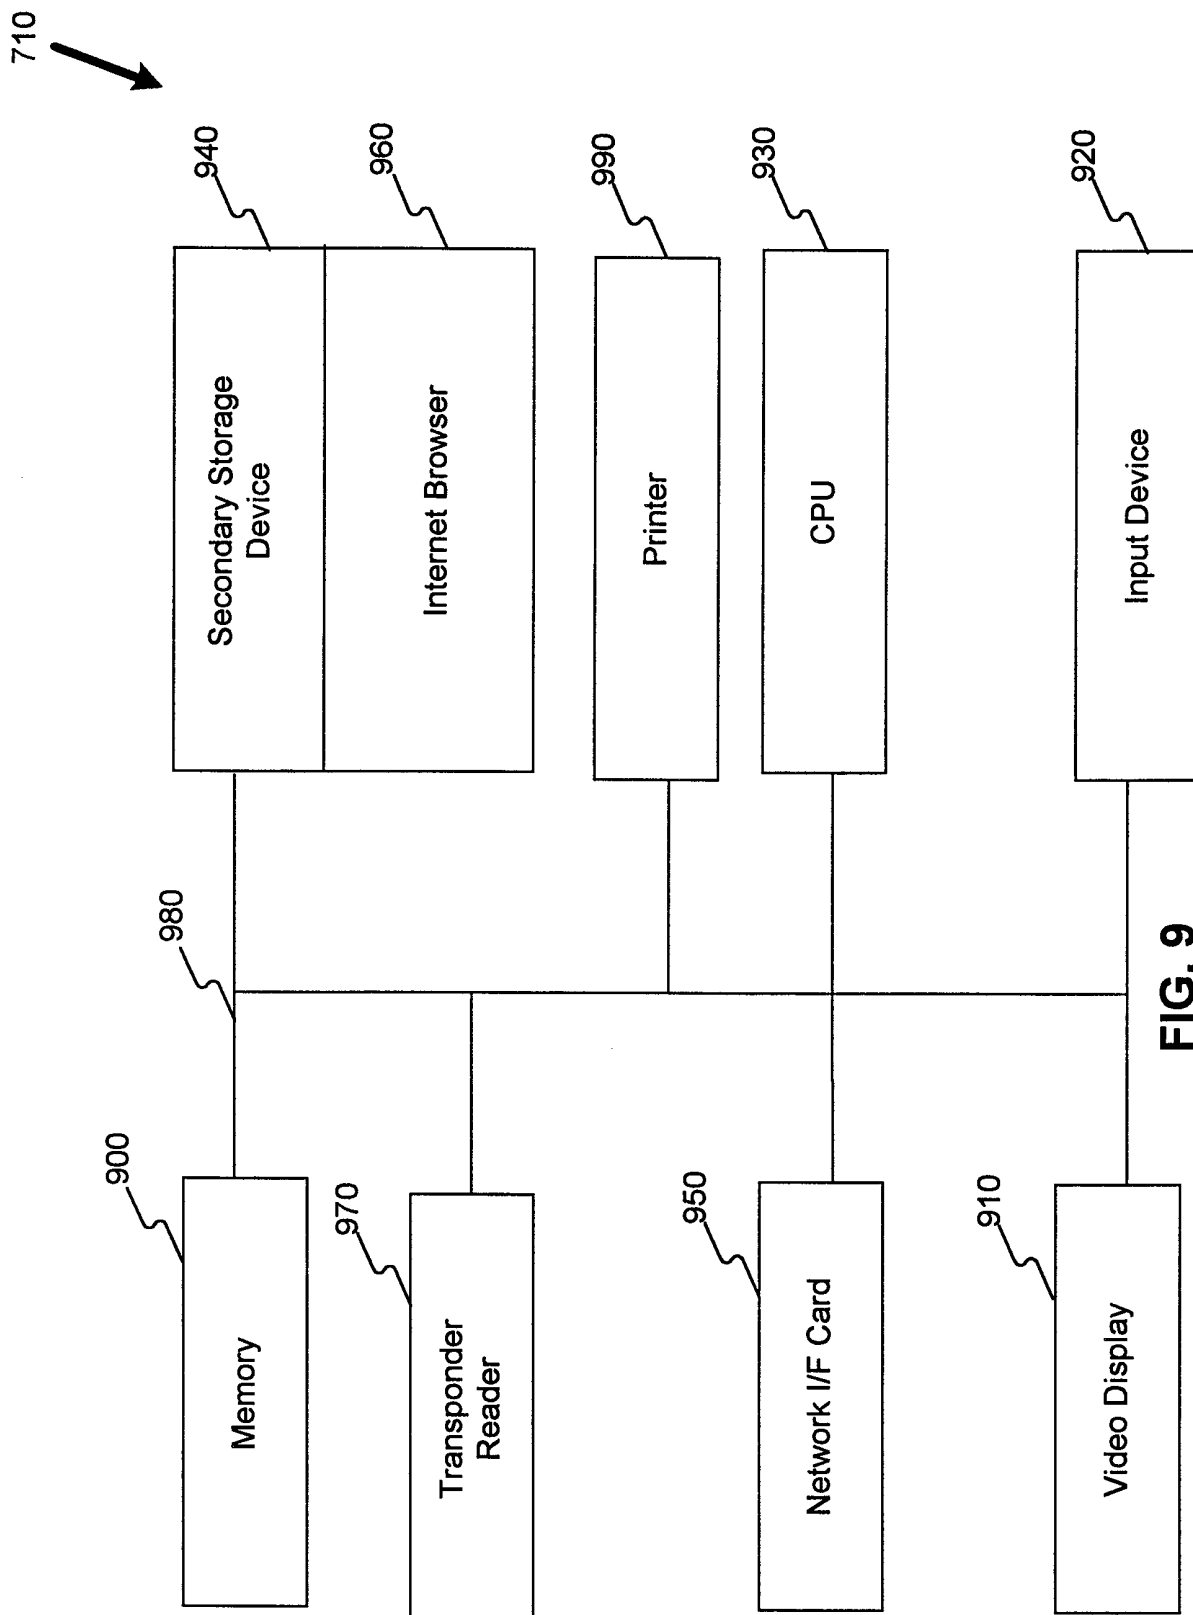 710
900
980
940
Memory
Secondary Storage
Device
970
960
Transponder
Reader
Internet Browser
990
Printer
950
930
Network I/F Card
CPU
910
920
Video Display
Input Device
FIG. 9